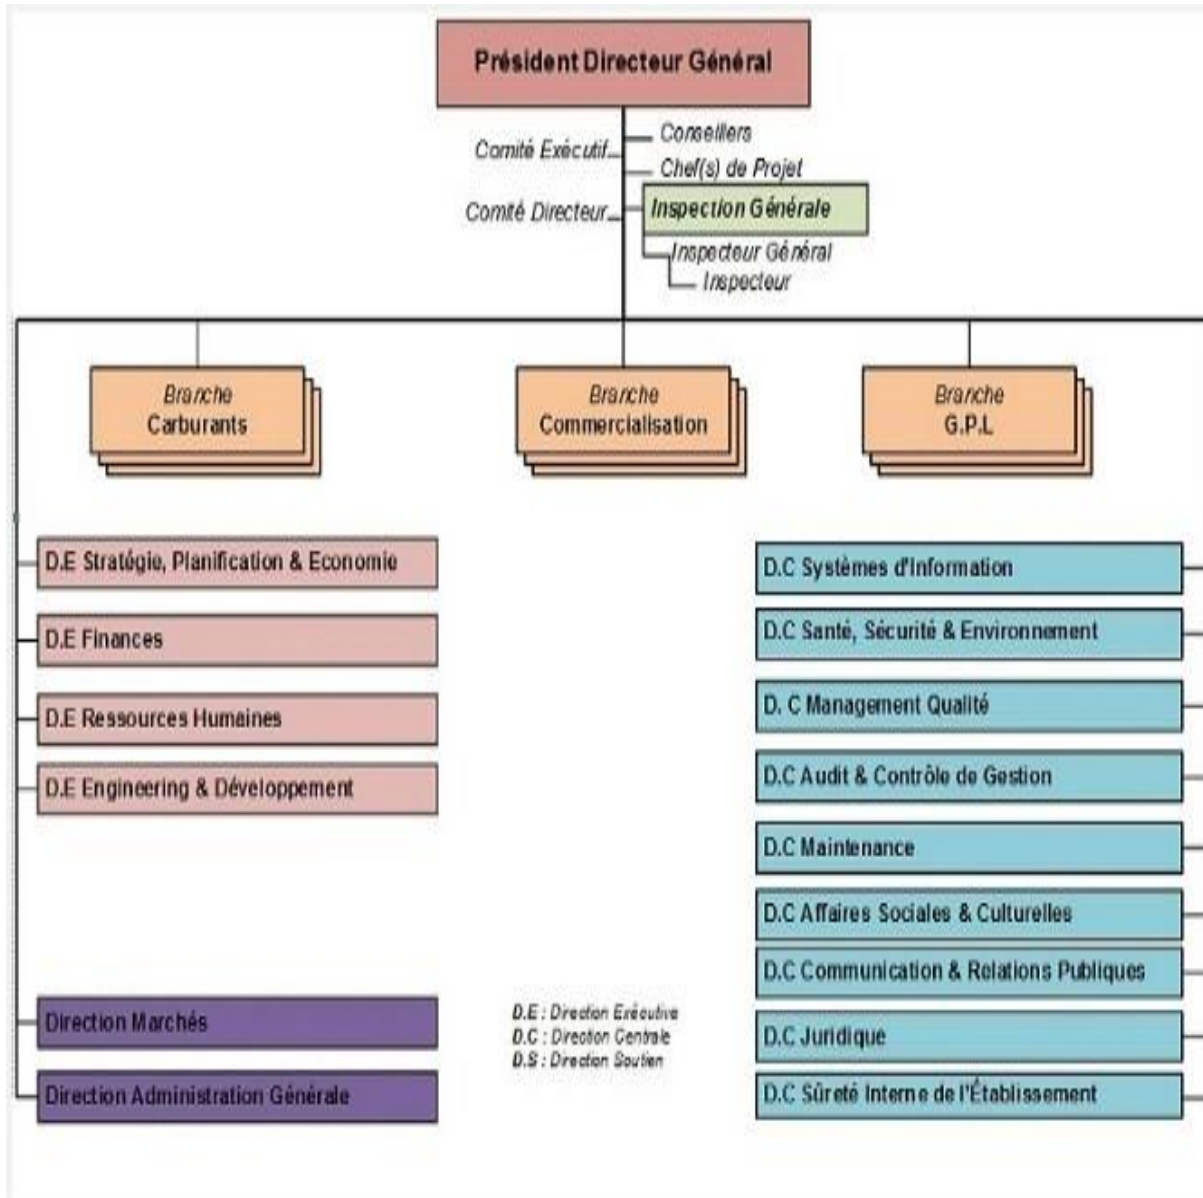 Président Directeur Général
Conseillers
Comité Exécutif
Chef(s) de Projet
Comité Directeur
Inspection Générale
Inspecteur Général
Inspecteur
Branche
Carburants
Branche
Commercialisation
Branche
G.P.L
D.E Stratégie, Planification & Economie
D.E Finances
D.E Ressources Humaines
D.E Engineering & Développement
Direction Marchés
Direction Administration Générale
D.E : Direction Exécutive
D.C : Direction Centrale
D.S : Direction Soutien
D.C Systèmes d'Information
D.C Santé, Sécurité & Environnement
D. C Management Qualité
D.C Audit & Contrôle de Gestion
D.C Maintenance
D.C Affaires Sociales & Culturelles
D.C Communication & Relations Publiques
D.C Juridique
D.C Sûreté Interne de l'Établissement